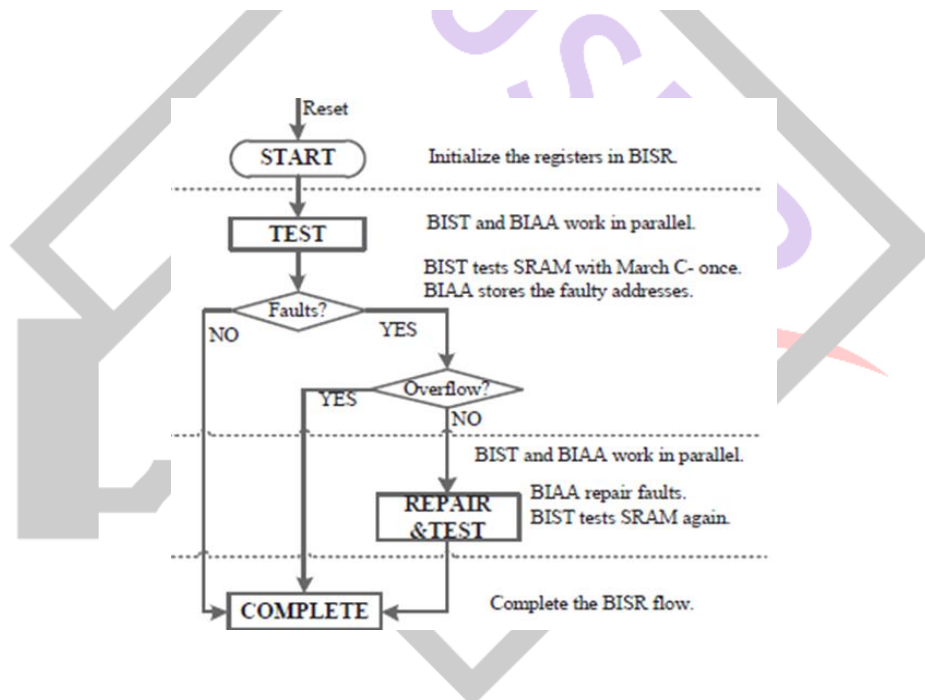 Reset
START
Initialize the registers in BISR.
TEST
BIST and BIAA work in parallel.
BIST tests SRAM with March C- once.
BIAA stores the faulty addresses.
Faults?
NO
YES
Overflow?
YES
NO
BIST and BIAA work in parallel.
REPAIR
&TEST
BIAA repair faults.
BIST tests SRAM again.
COMPLETE
Complete the BISR flow.